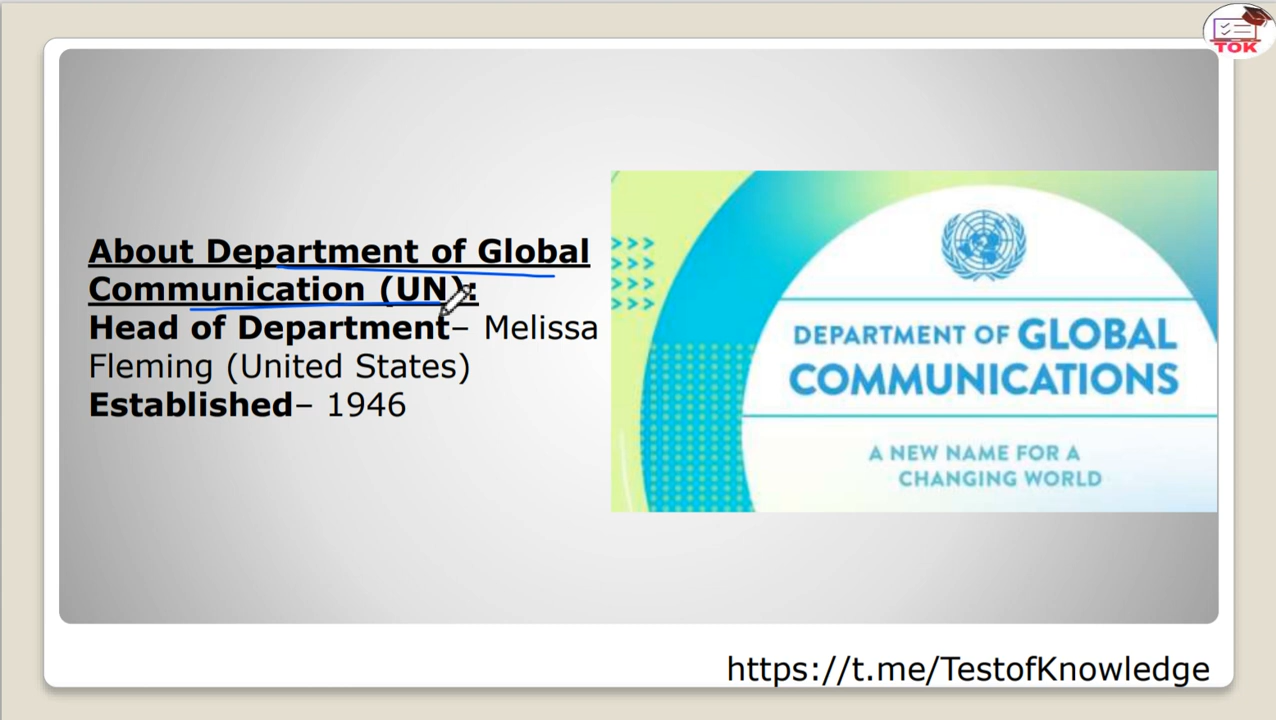 TOK
About Department of Global
Communication (UN):
Head of Department– Melissa
Fleming (United States)
Established– 1946
DEPARTMENT OF GLOBAL
COMMUNICATIONS
A NEW NAME FOR A
CHANGING WORLD
https://t.me/TestofKnowledge